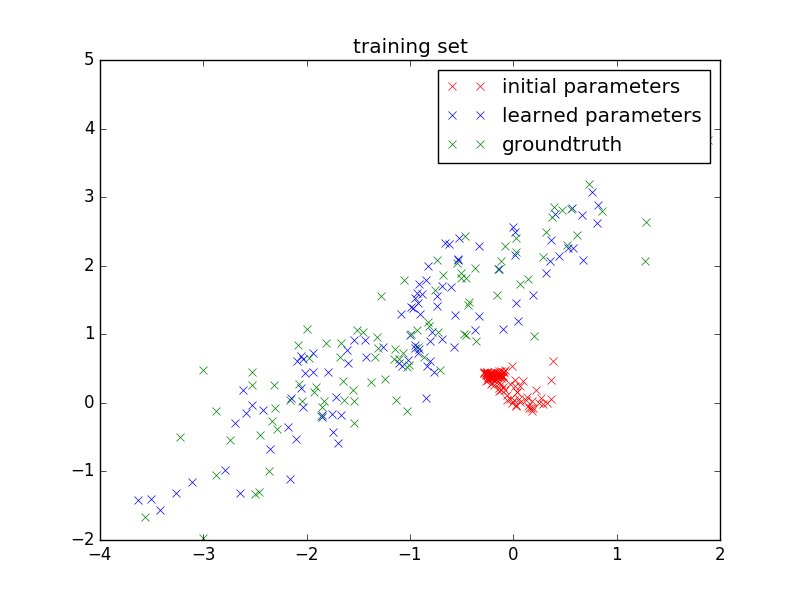 training set
initial parameters
learned parameters
groundtruth
5
4
3
2
1
0
−1
−2
−4 −3 −2 −1 0 1 2